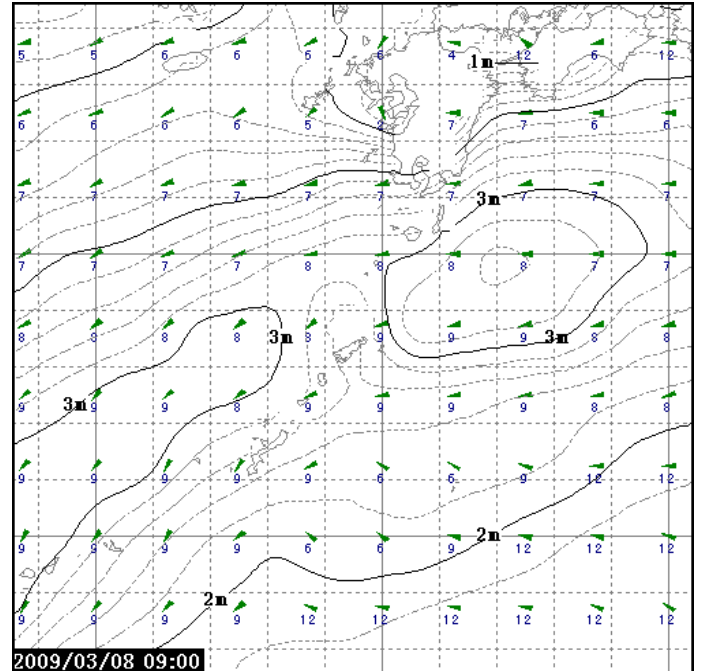 5 5 6 6 6 6 4 12 6 12
1m
6 6 6 6 5 2 7 7 6 6
7 7 7 7 7 7 7 7 7 7
3m
7 7 7 7 8 8 8 8 7 7
8 8 8 8 8 9 9 9 8 8
3m 3m
9 9 9 8 9 9 9 9 8 8
3m
9 9 9 9 9 6 6 9 12 12
2m
9 9 9 9 6 6 9 12 12 12
2m
9 9 9 9 12 12 12 12 12 12
2009/03/08 09:00